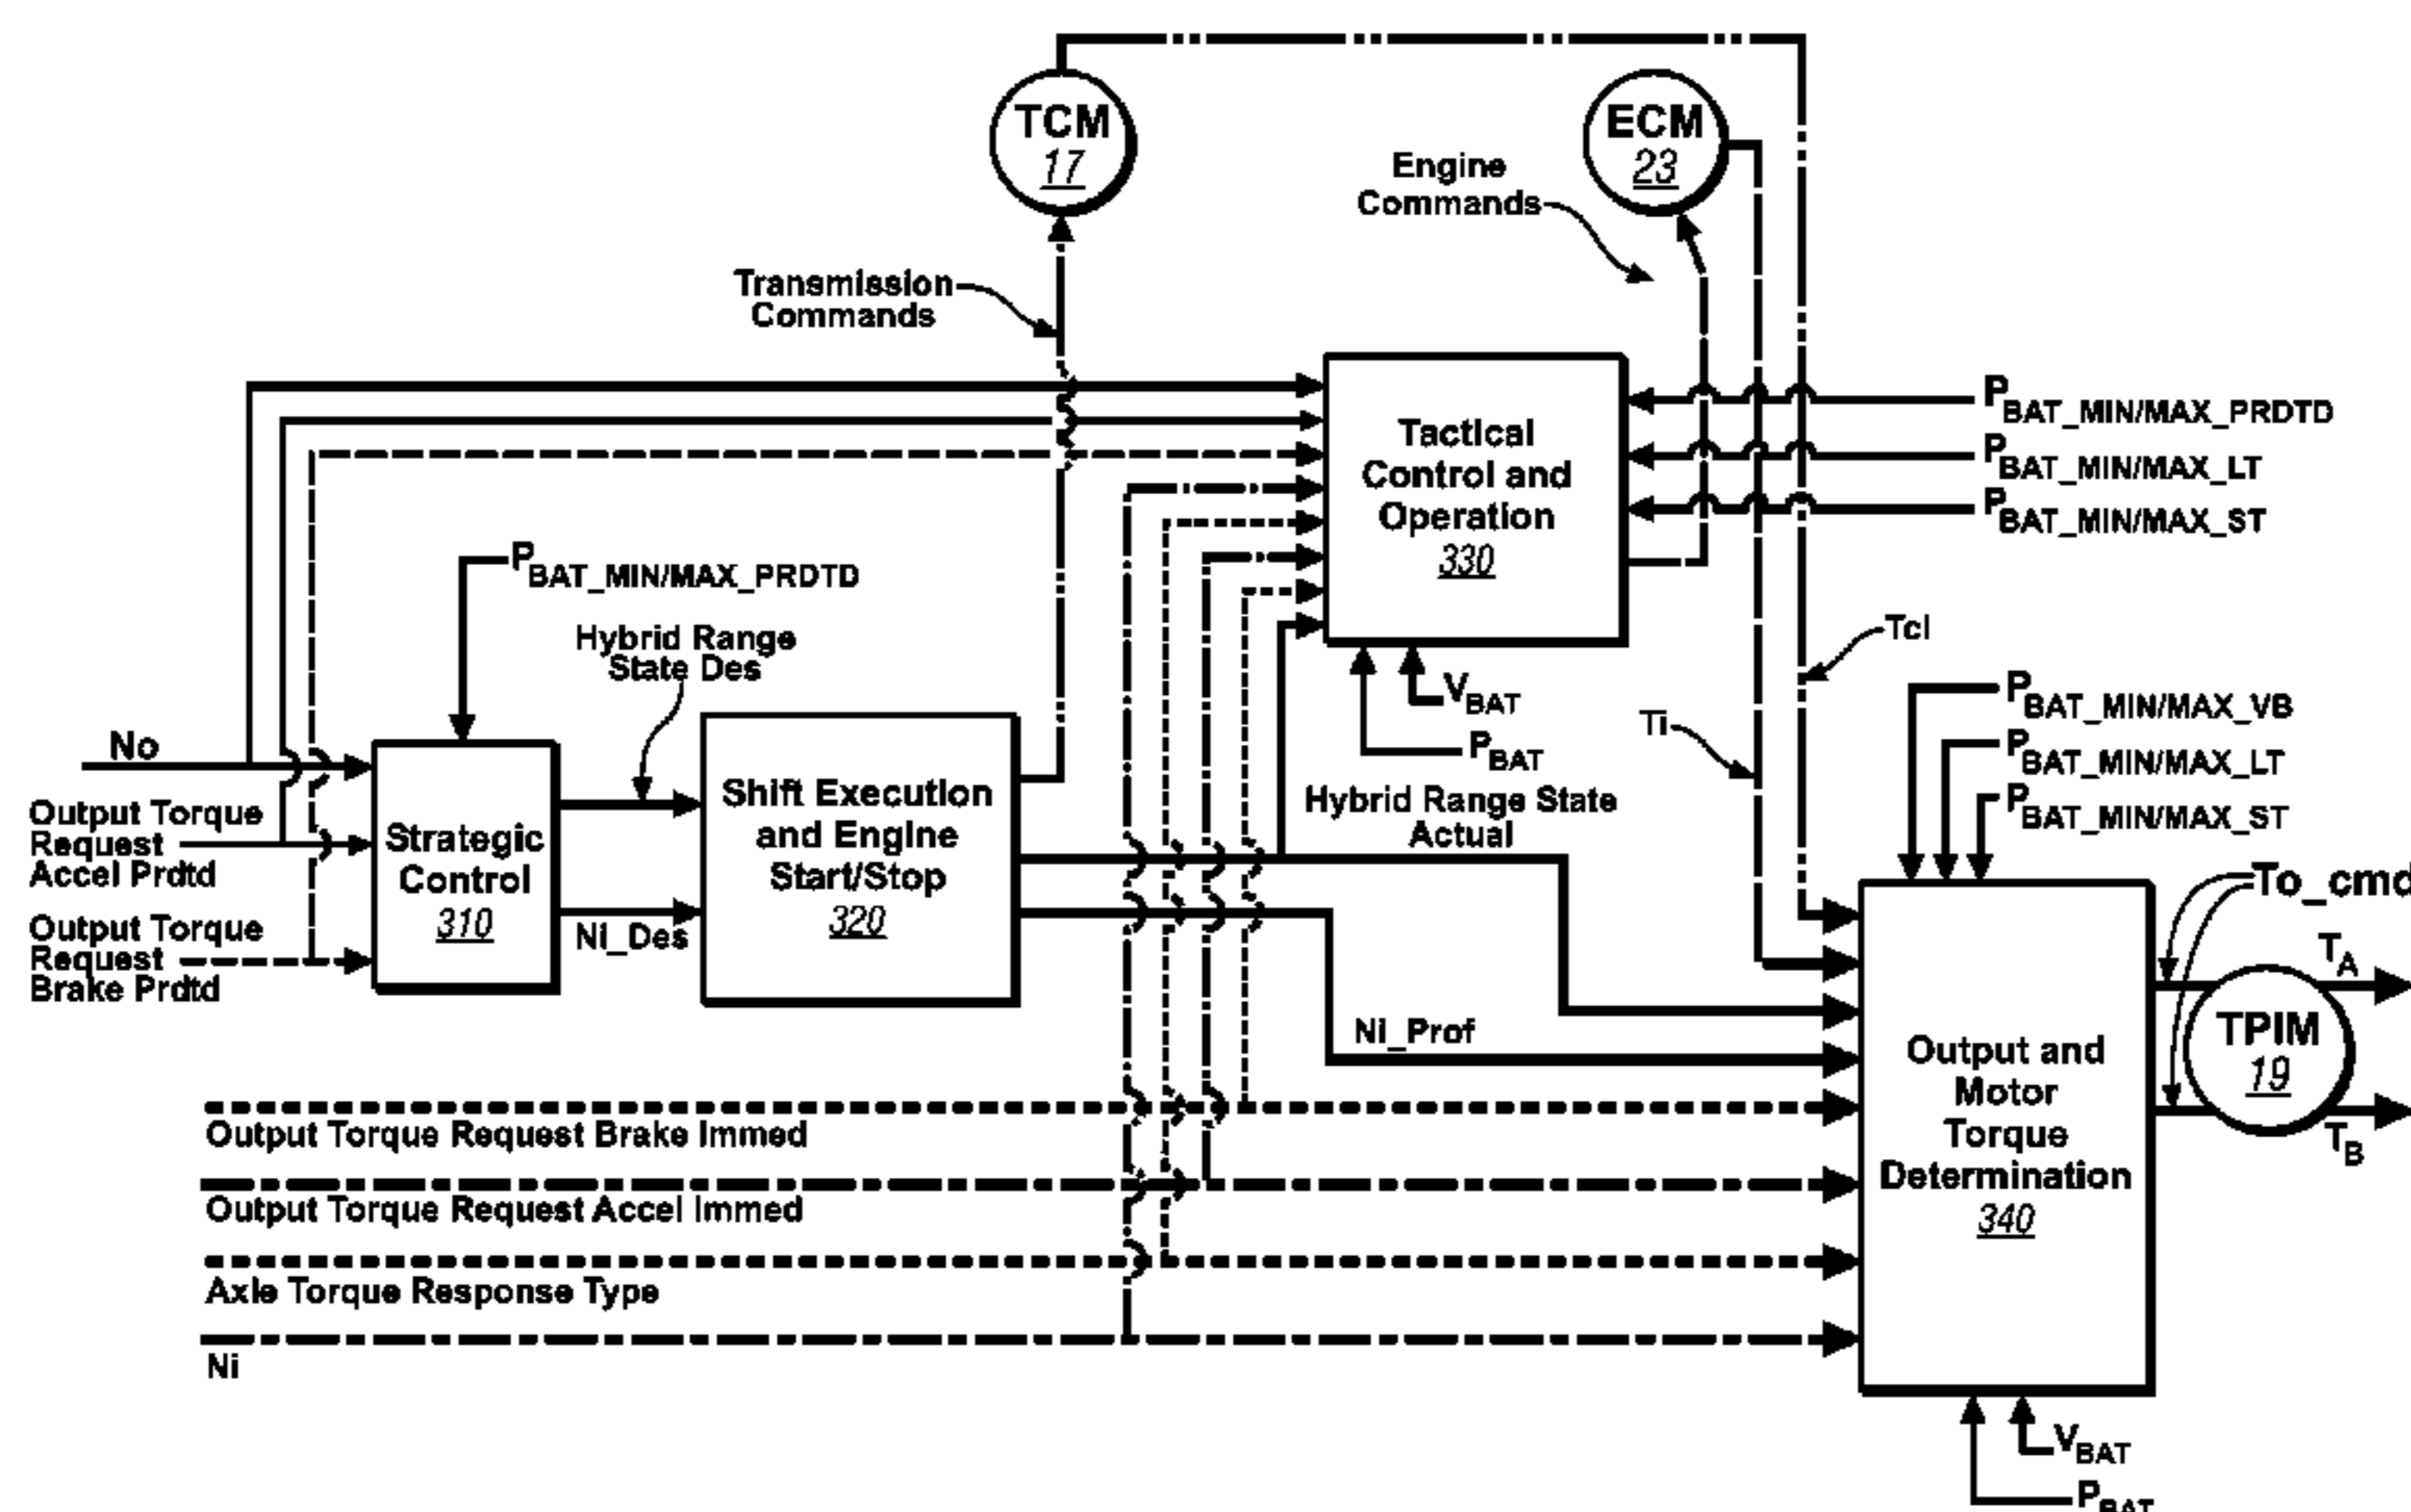 TCM
17
ECM
23
Engine
Commands
Transmission
Commands
Tactical
Control and
Operation
330
PBAT_MIN/MAX_PRDTD
PBAT_MIN/MAX_LT
PBAT_MIN/MAX_ST
PBAT_MIN/MAX_PRDTD
Hybrid Range
State Des
VBAT
PBAT
Tcl
Ti
PBAT_MIN/MAX_VB
PBAT_MIN/MAX_LT
PBAT_MIN/MAX_ST
No
Output Torque
Request
Accel Prdtd
Output Torque
Request
Brake Prdtd
Strategic
Control
310
Ni_Des
Shift Execution
and Engine
Start/Stop
320
Hybrid Range State
Actual
Ni_Prof
Output and
Motor
Torque
Determination
340
To_cmd
TA
TPIM
19
TB
Output Torque Request Brake Immed
Output Torque Request Accel Immed
Axle Torque Response Type
Ni
VBAT
PBAT